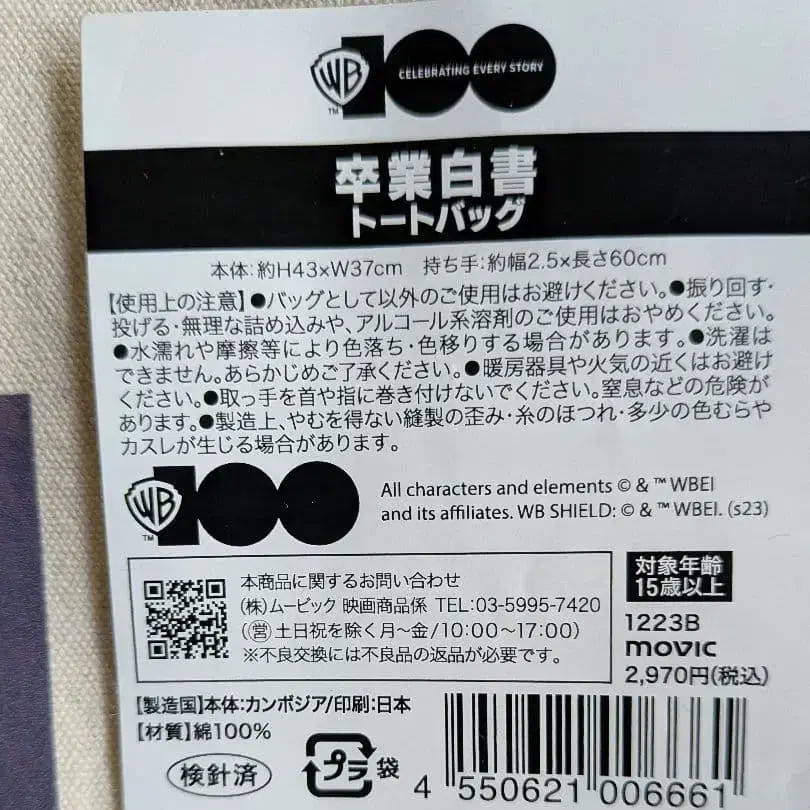 WB 100 CELEBRATING EVERY STORY
TM
卒業白書
トートバッグ
本体:約H43×W37cm 持ち手:約幅2.5×長さ60cm
【使用上の注意】●バッグとして以外のご使用はお避けください。●振り回す・
投げる・無理な詰め込みや、アルコール系溶剤のご使用はおやめください。
●水濡れや摩擦等により色落ち・色移りする場合があります。●洗濯は
できません。あらかじめご了承ください。●暖房器具や火気の近くはお避け
ください。●取っ手を首や指に巻き付けないでください。窒息などの危険が
あります。●製造上、やむを得ない縫製の歪み・糸のほつれ・多少の色むらや
カスレが生じる場合があります。
WB 100
TM
All characters and elements © & ™ WBEI
and its affiliates. WB SHIELD: © & ™ WBEI. (s23)
本商品に関するお問い合わせ
(株)ムービック 映画商品係 TEL:03-5995-7420
(営 土日祝を除く月～金/10:00～17:00)
※不良交換には不良品の返品が必要です。
対象年齢
15歳以上
1223B
movic
2,970円(税込)
【製造国】本体:カンボジア/印刷:日本
【材質】綿100%
検針済
プラ 袋
4 550621 006661